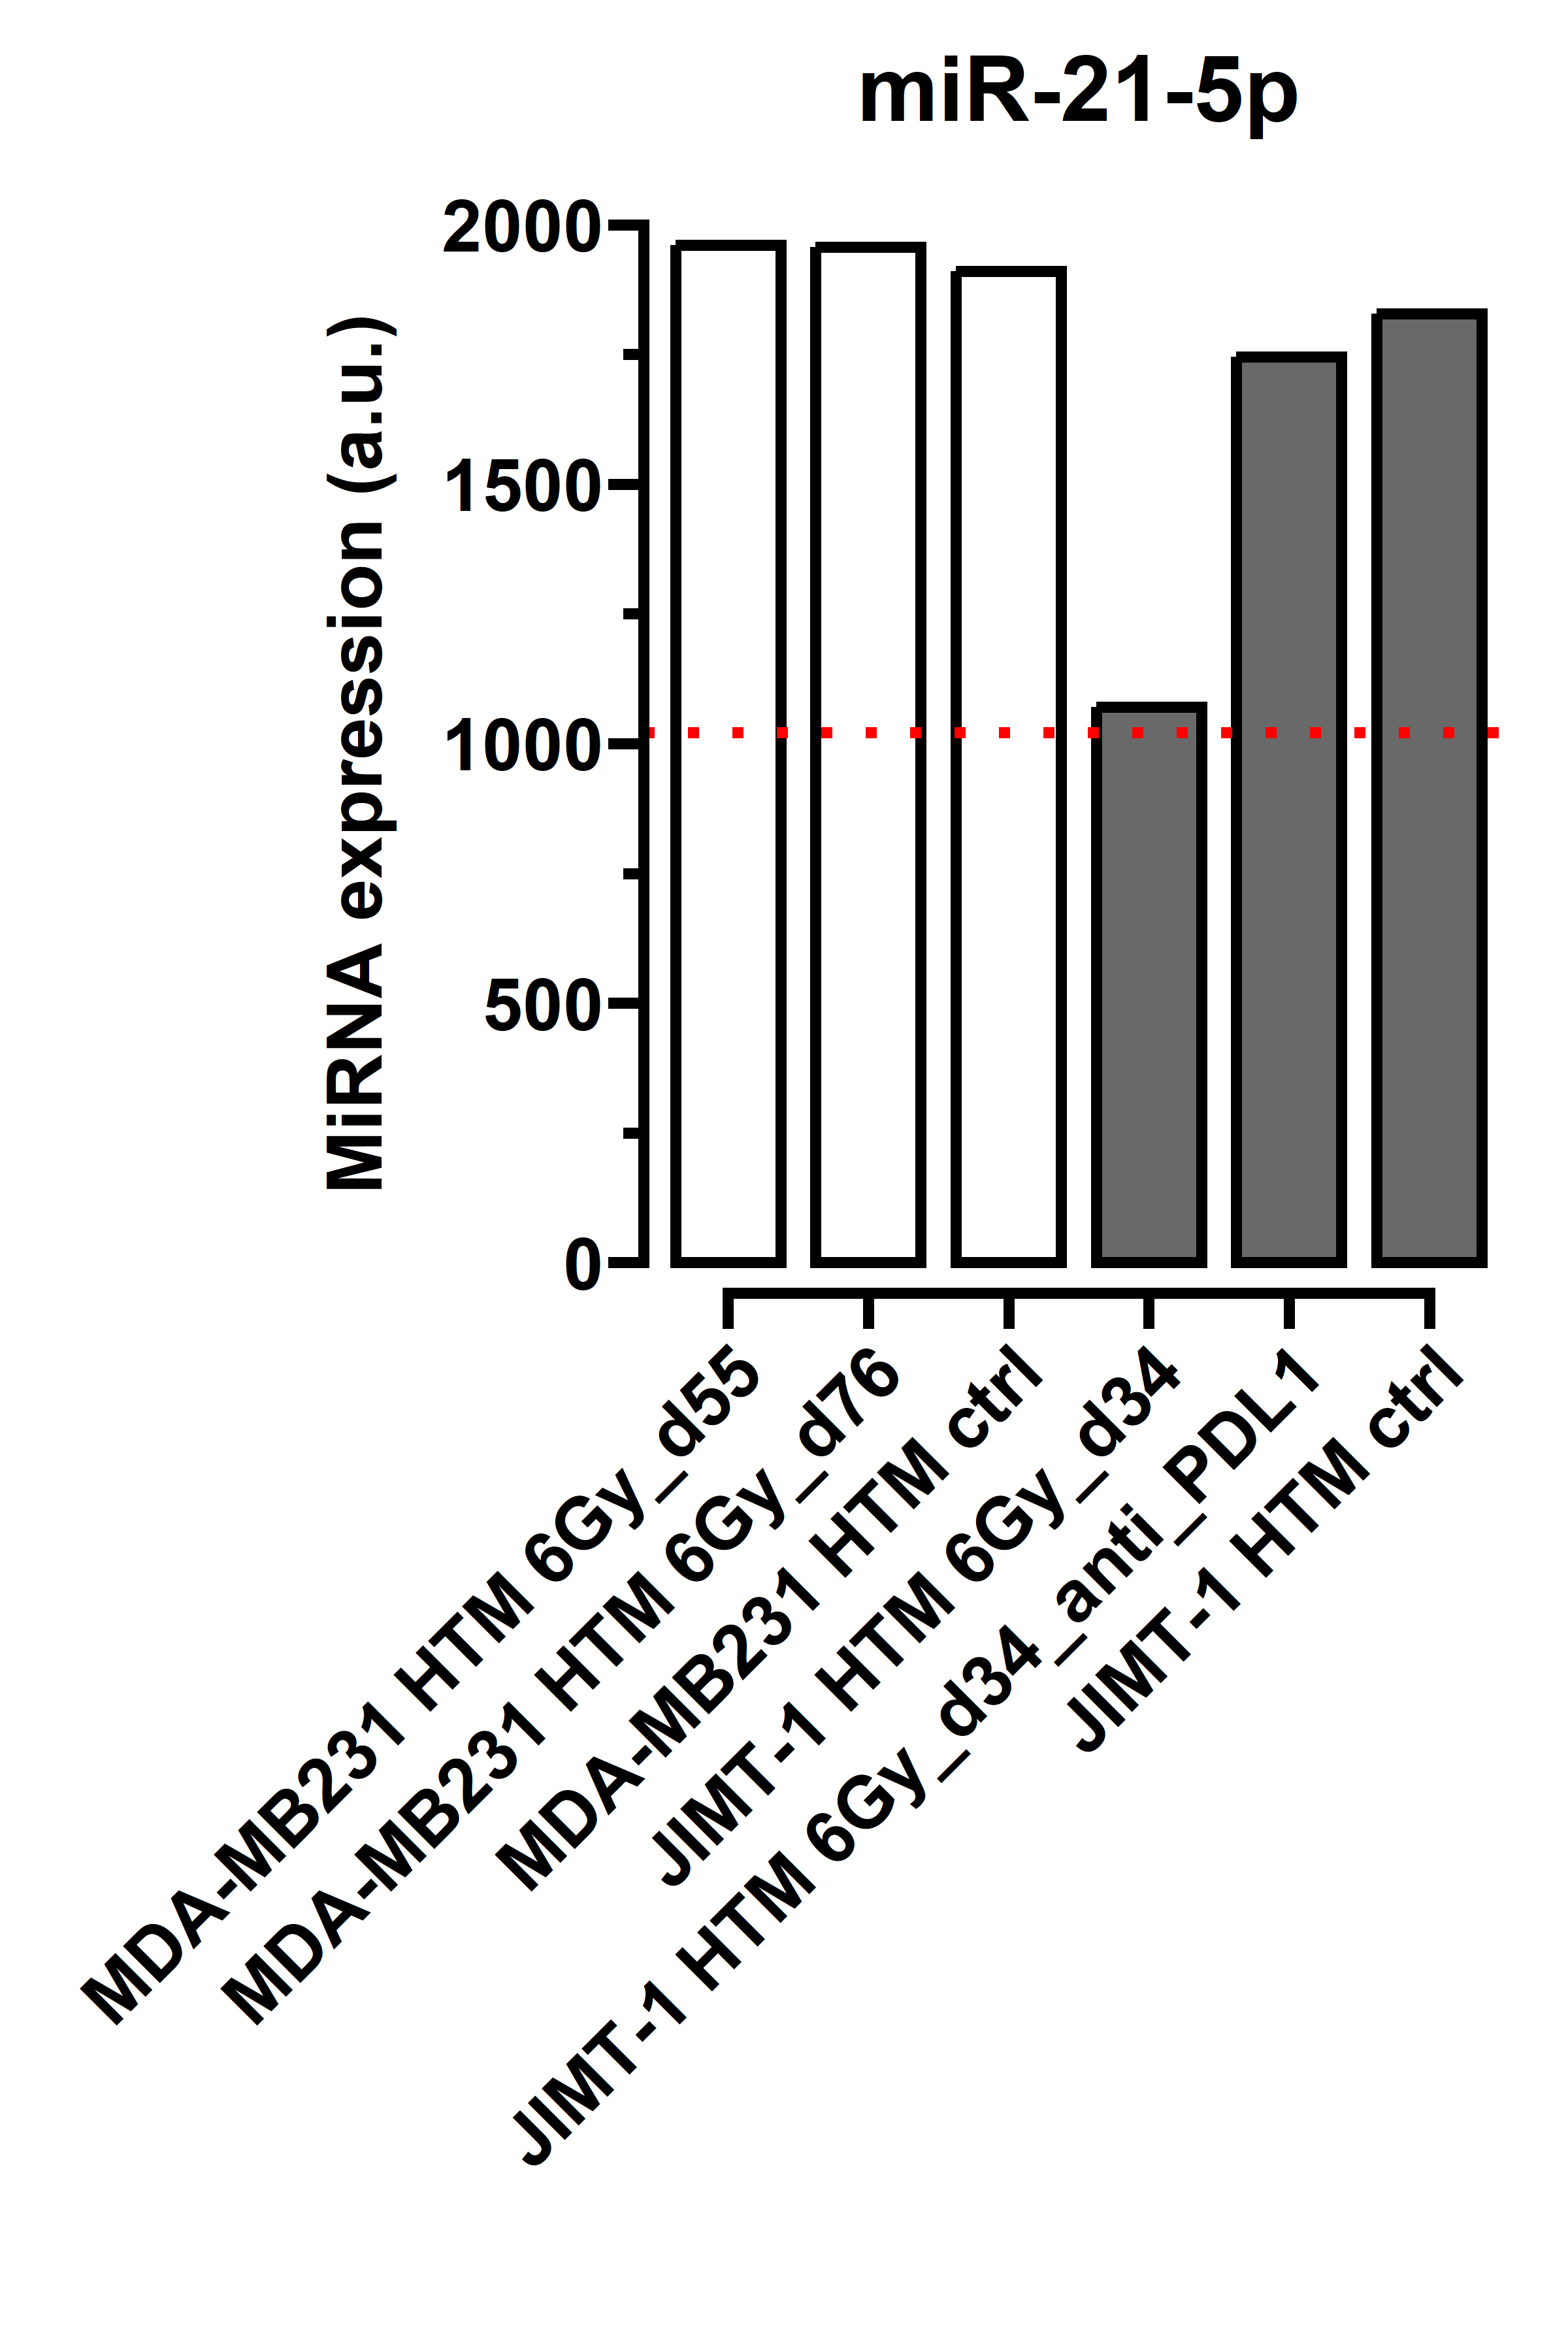 miR-21-5p
MiRNA expression (a.u.)
2000
1500
1000
500
0
MDA-MB231 HTM 6Gy_d55
MDA-MB231 HTM 6Gy_d76
MDA-MB231 HTM ctrl
JIMT-1 HTM 6Gy_d34
JIMT-1 HTM 6Gy_d34_anti_PDL1
JIMT-1 HTM ctrl